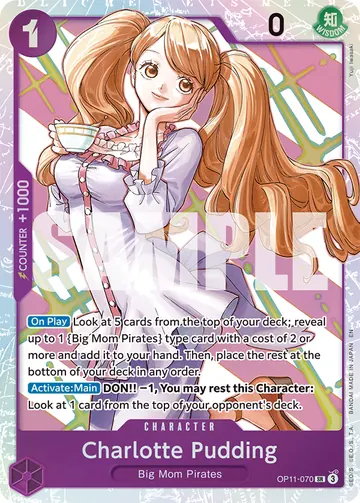 1
0
知
WISDOM
Yuji Iwasaki
COUNTER +1000
SAMPLE
On Play Look at 5 cards from the top of your deck; reveal
up to 1 {Big Mom Pirates} type card with a cost of 2 or
more and add it to your hand. Then, place the rest at the
bottom of your deck in any order.
Activate:Main DON!! −1, You may rest this Character:
Look at 1 card from the top of your opponent's deck.
CHARACTER
Charlotte Pudding
Big Mom Pirates
OP11-070 SR 3
BANDAI MADE IN JAPAN EN